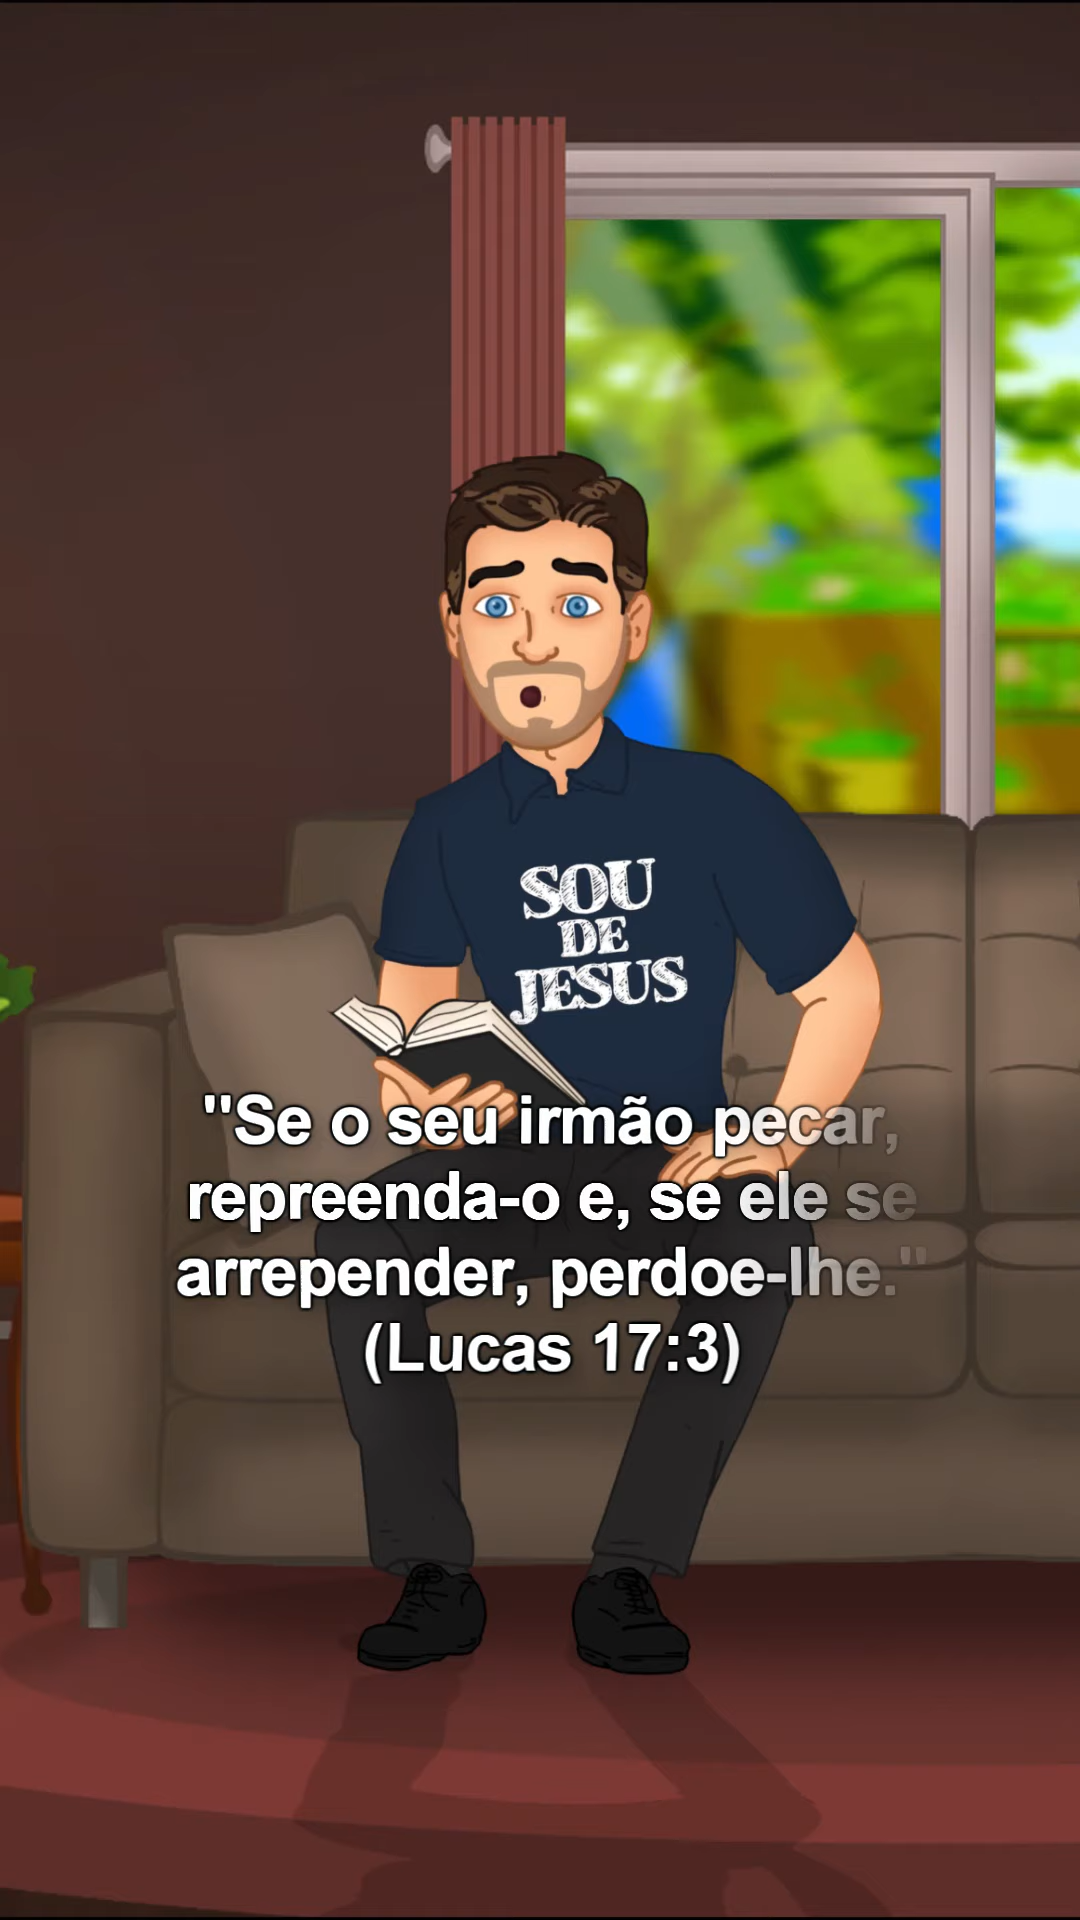 SOU
DE
JESUS
"Se o seu irmão pecar,
repreenda-o e, se ele se
arrepender, perdoe-lhe."
(Lucas 17:3)